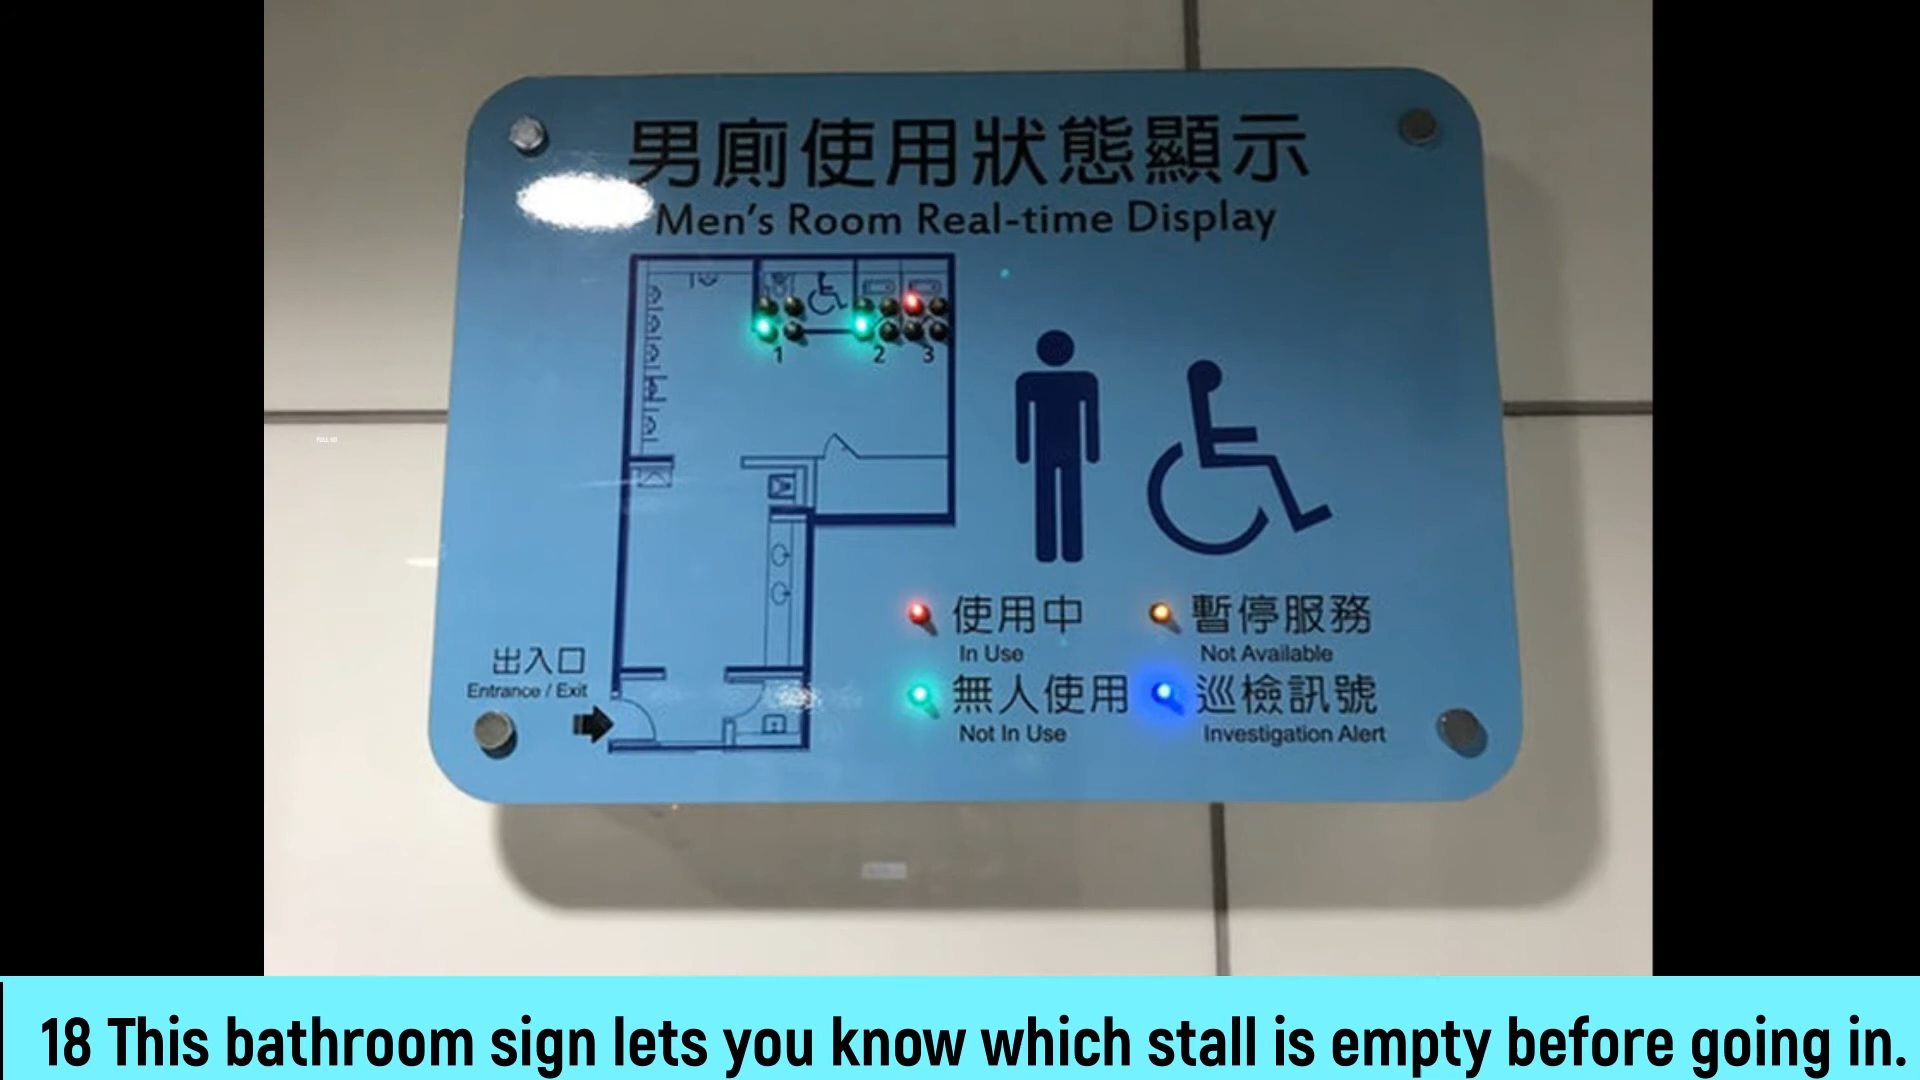 男廁使用狀態顯示
Men's Room Real-time Display
1 2 3
使用中 暫停服務
In Use Not Available
出入口
Entrance / Exit
無人使用 巡檢訊號
Not In Use Investigation Alert
18 This bathroom sign lets you know which stall is empty before going in.